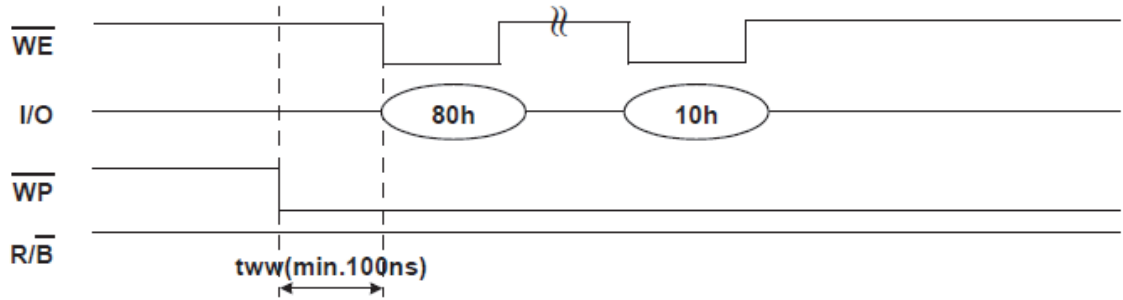 WE
I/O
80h
10h
WP
R/B
tww(min.100ns)